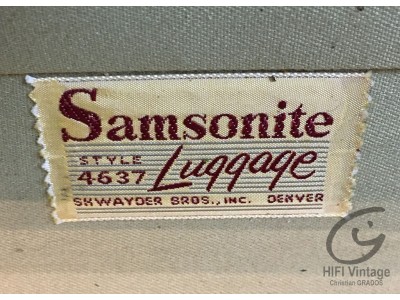 Samsonite
STYLE
4637 Luggage
SHWAYDER BROS., INC. DENVER
HIFI Vintage
Christian GRADOS